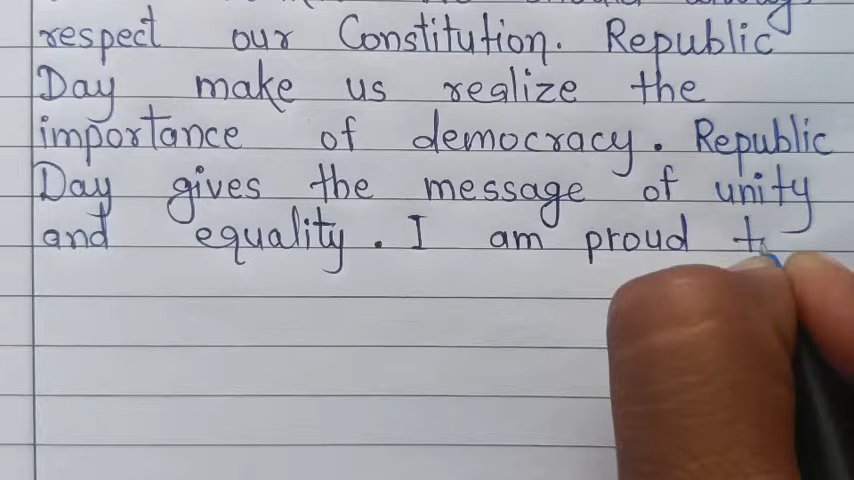 respect our Constitution. Republic
Day make us realize the
importance of democracy. Republic
Day gives the message of unity
and equality. I am proud t